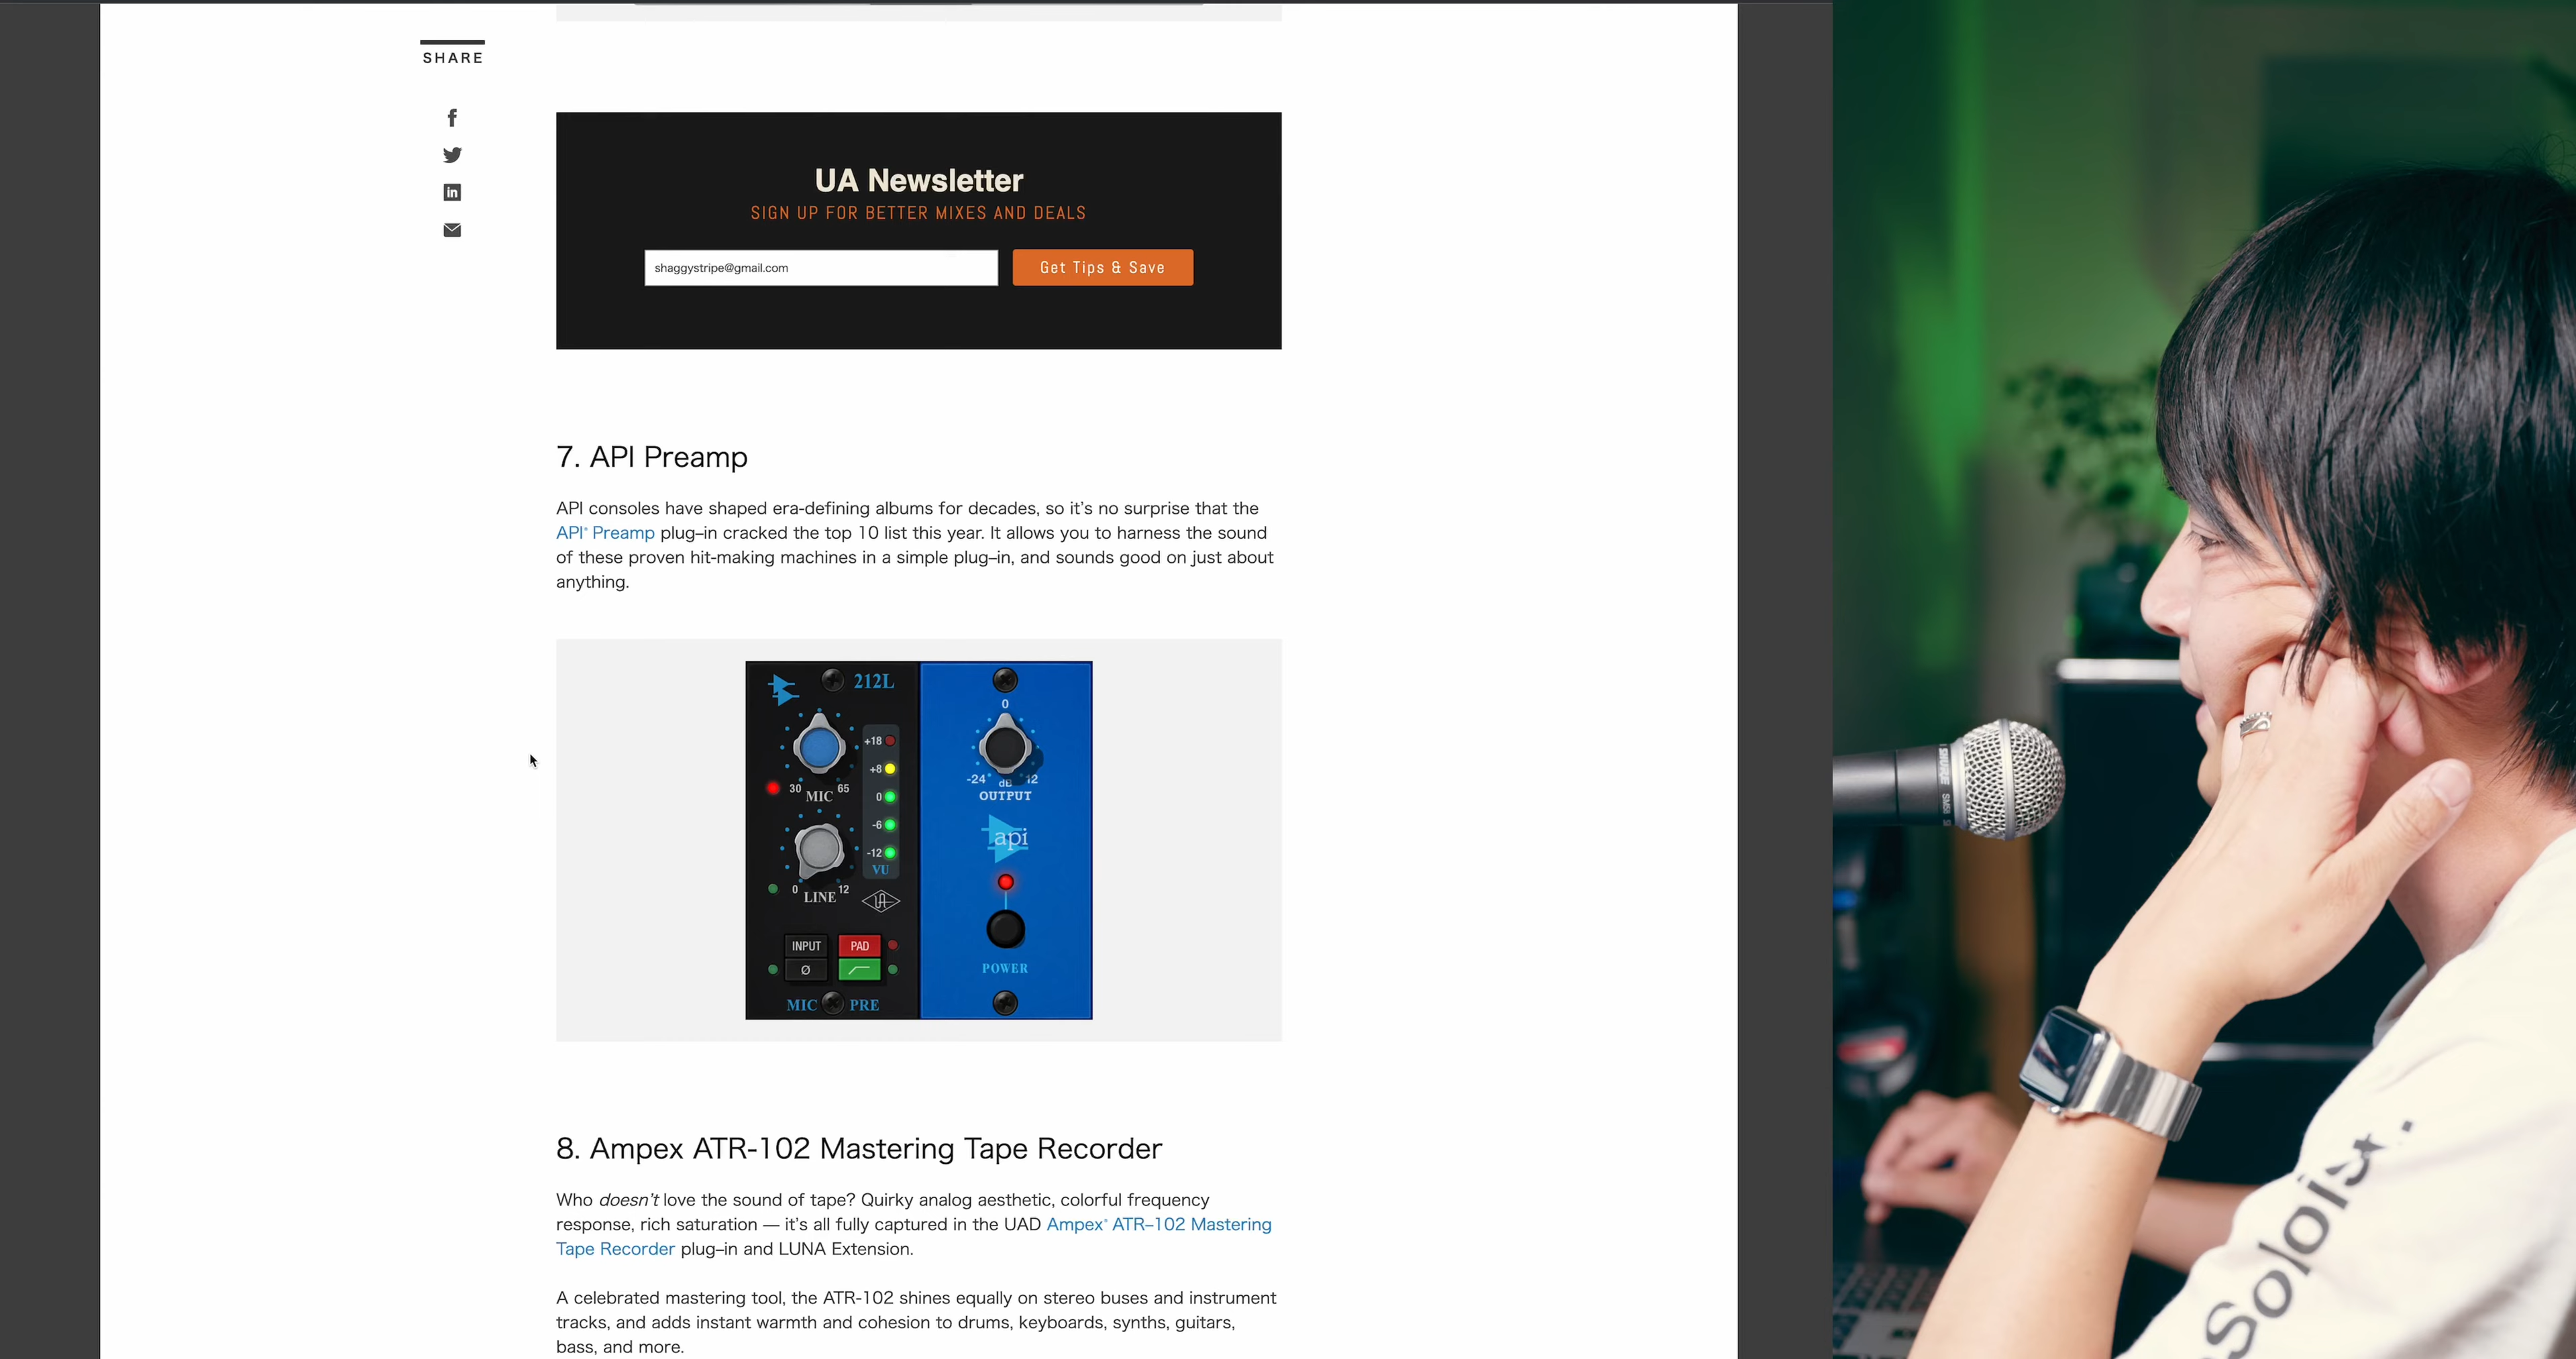 SHARE
UA Newsletter
SIGN UP FOR BETTER MIXES AND DEALS
shaggystripe@gmail.com
Get Tips & Save
7. API Preamp
API consoles have shaped era-defining albums for decades, so it's no surprise that the
API® Preamp plug-in cracked the top 10 list this year. It allows you to harness the sound
of these proven hit-making machines in a simple plug-in, and sounds good on just about
anything.
212L
+18
+8
0
-6
-12
VU
30 MIC 65
0 LINE 12
UA
INPUT PAD
Ø
MIC PRE
0
-24 dB 12
OUTPUT
api
POWER
8. Ampex ATR-102 Mastering Tape Recorder
Who doesn't love the sound of tape? Quirky analog aesthetic, colorful frequency
response, rich saturation — it's all fully captured in the UAD Ampex® ATR-102 Mastering
Tape Recorder plug-in and LUNA Extension.
A celebrated mastering tool, the ATR-102 shines equally on stereo buses and instrument
tracks, and adds instant warmth and cohesion to drums, keyboards, synths, guitars,
bass, and more.
SHURE SM58
Soloist.